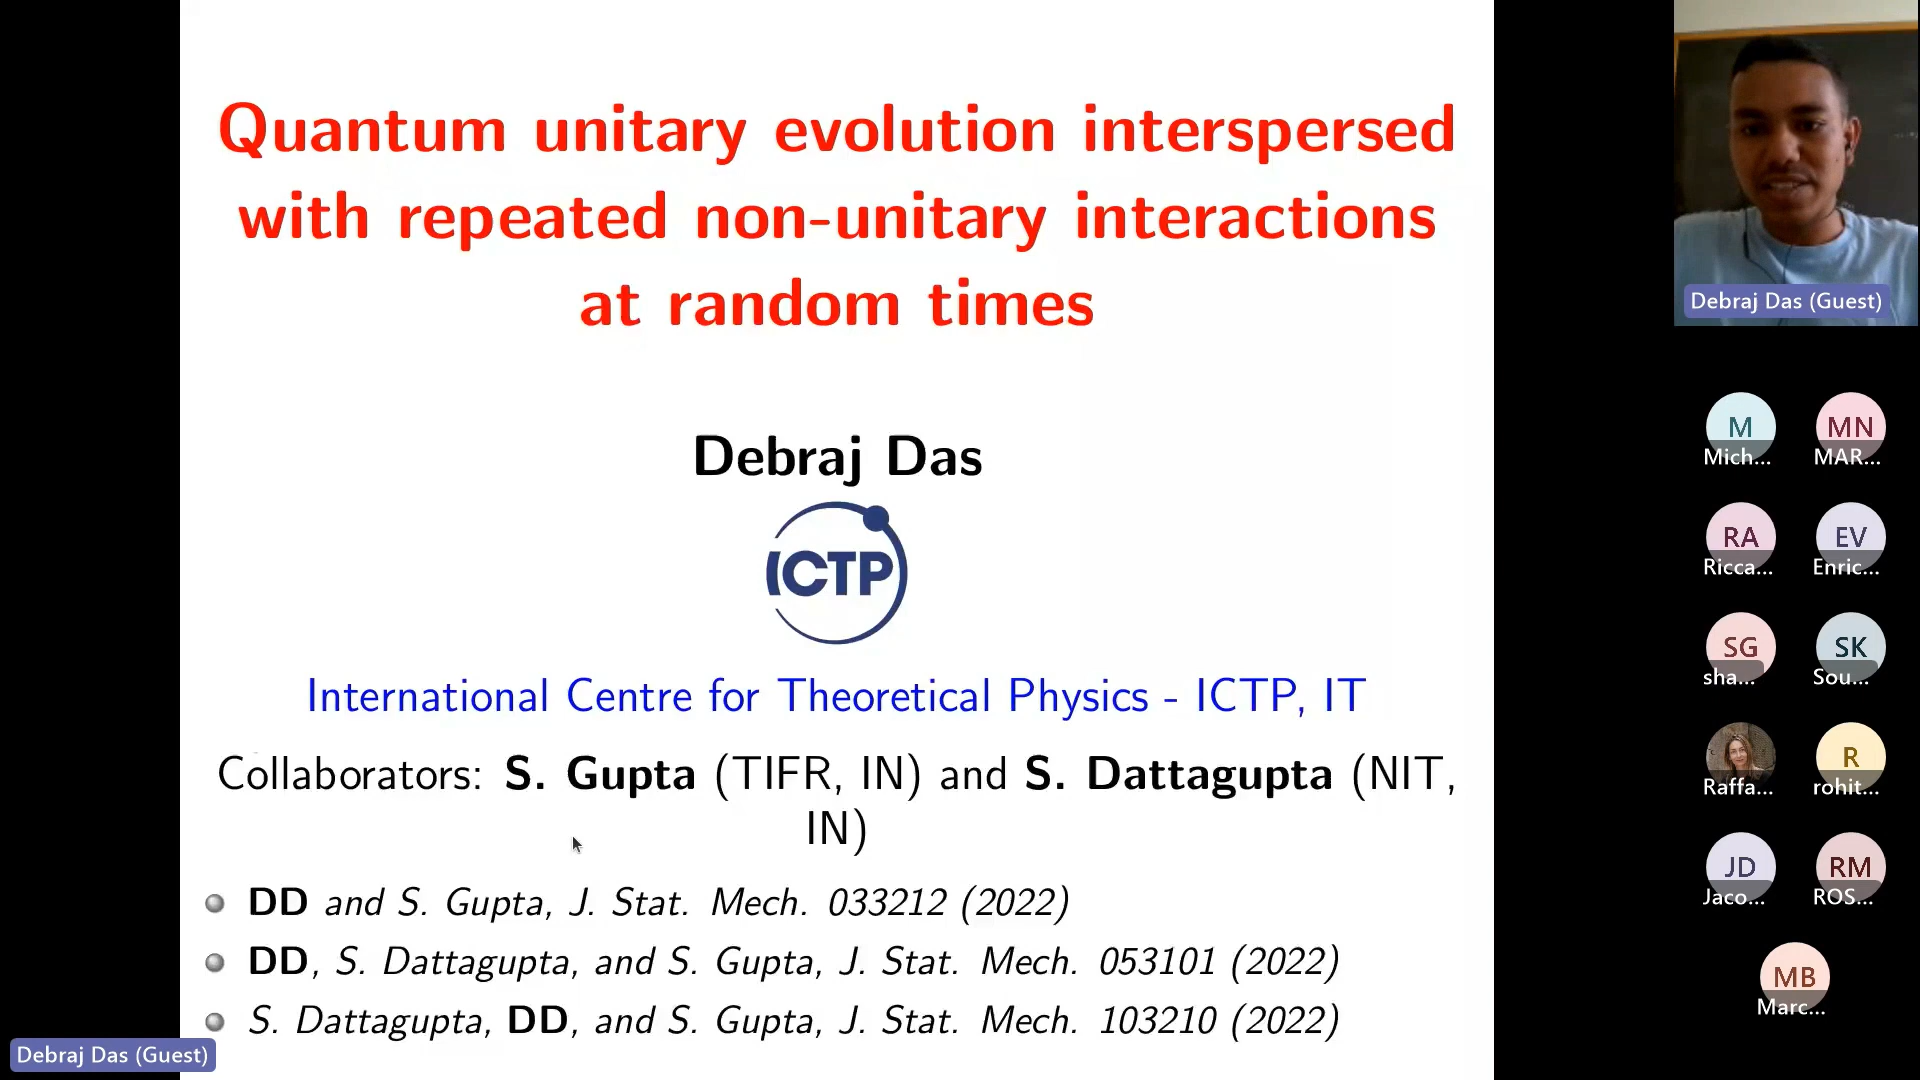 Quantum unitary evolution interspersed
with repeated non-unitary interactions
at random times
Debraj Das
ICTP
International Centre for Theoretical Physics - ICTP, IT
Collaborators: S. Gupta (TIFR, IN) and S. Dattagupta (NIT,
IN)
DD and S. Gupta, J. Stat. Mech. 033212 (2022)
DD, S. Dattagupta, and S. Gupta, J. Stat. Mech. 053101 (2022)
S. Dattagupta, DD, and S. Gupta, J. Stat. Mech. 103210 (2022)
Debraj Das (Guest)
Debraj Das (Guest)
M MN
Mich... MAR...
RA EV
Ricca... Enric...
SG SK
sha... Sou...
R
Raffa... rohit...
JD RM
Jaco... ROS...
MB
Marc...